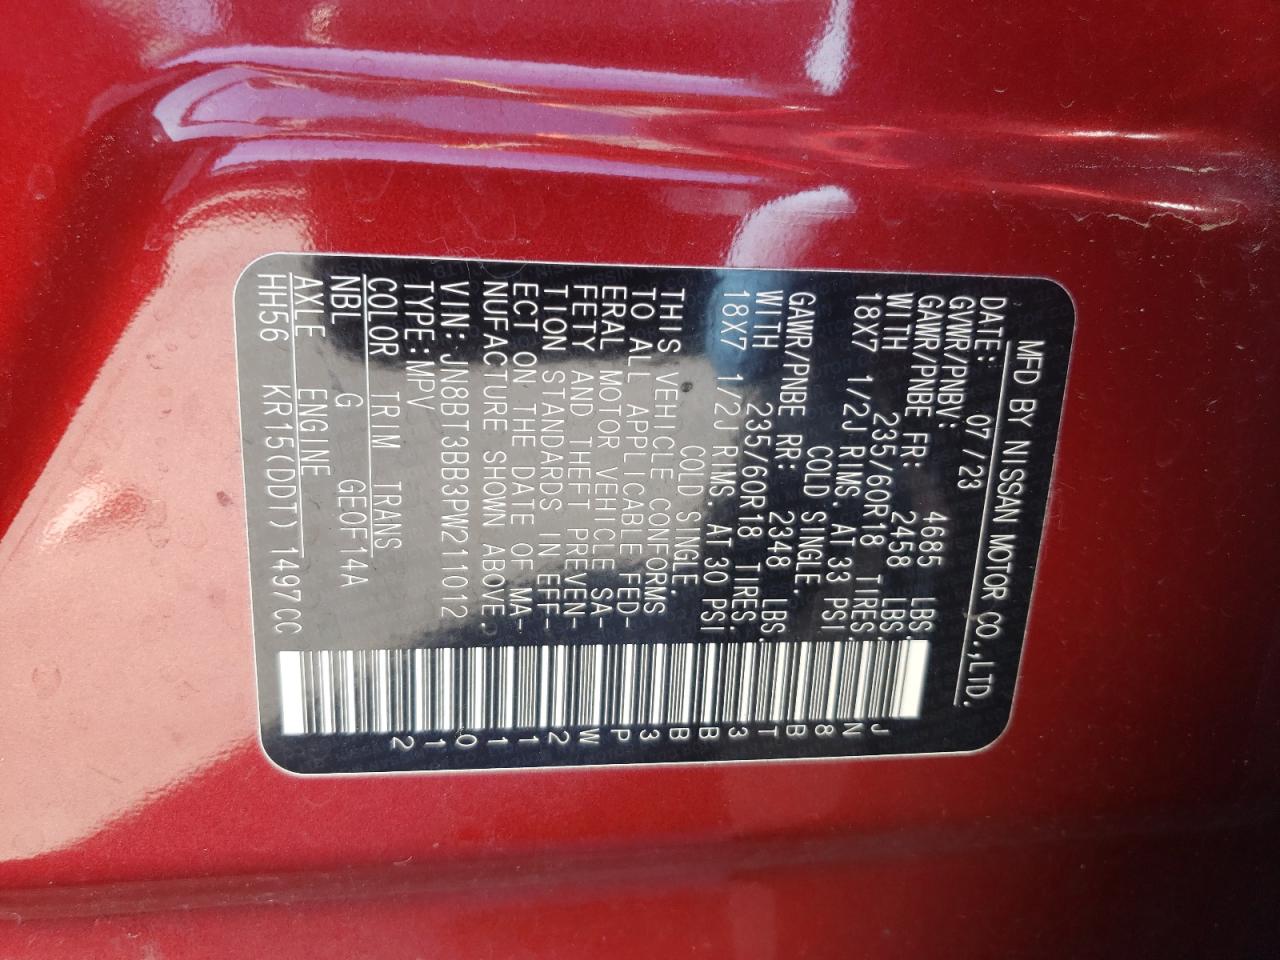 MFD BY NISSAN MOTOR CO.,LTD.
DATE: 07/23
GVWR/PNBV: 4685 LBS.
GAWR/PNBE FR: 2458 LBS.
WITH 235/60R18 TIRES.
18X7 1/2J RIMS. AT 33 PSI
COLD SINGLE.
GAWR/PNBE RR: 2348 LBS.
WITH 235/60R18 TIRES.
18X7 1/2J RIMS AT 30 PSI
COLD SINGLE.
THIS VEHICLE CONFORMS
TO ALL APPLICABLE FED-
ERAL MOTOR VEHICLE SA-
FETY AND THEFT PREVEN-
TION STANDARDS IN EFF-
ECT ON THE DATE OF MA-
NUFACTURE SHOWN ABOVE.
VIN: JN8BT3BB3PW211012
TYPE:MPV
COLOR TRIM TRANS
NBL G GE0F14A
AXLE ENGINE
HH56 KR15(DDT) 1497CC
JN8BT3BB3PW211012